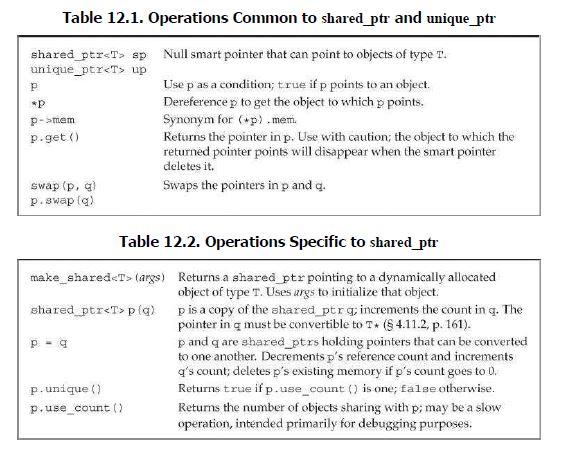 Table 12.1. Operations Common to shared_ptr and unique_ptr
shared_ptr<T> sp Null smart pointer that can point to objects of type T.
unique_ptr<T> up
p Use p as a condition; true if p points to an object.
*p Dereference p to get the object to which p points.
p->mem Synonym for (*p).mem.
p.get() Returns the pointer in p. Use with caution; the object to which the
returned pointer points will disappear when the smart pointer
deletes it.
swap(p, q) Swaps the pointers in p and q.
p.swap(q)
Table 12.2. Operations Specific to shared_ptr
make_shared<T>(args) Returns a shared_ptr pointing to a dynamically allocated
object of type T. Uses args to initialize that object.
shared_ptr<T> p(q) p is a copy of the shared_ptr q; increments the count in q. The
pointer in q must be convertible to T* (§ 4.11.2, p. 161).
p = q p and q are shared_ptrs holding pointers that can be converted
to one another. Decrements p's reference count and increments
q's count; deletes p's existing memory if p's count goes to 0.
p.unique() Returns true if p.use_count() is one; false otherwise.
p.use_count() Returns the number of objects sharing with p; may be a slow
operation, intended primarily for debugging purposes.